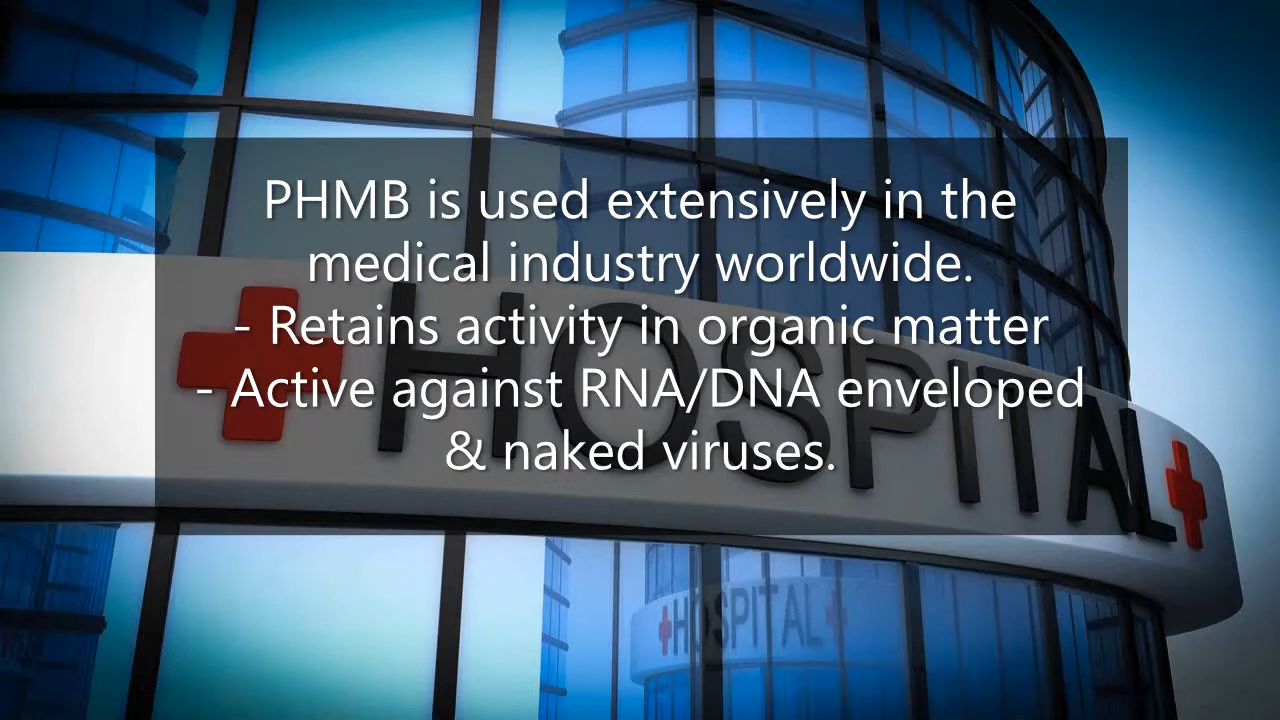 PHMB is used extensively in the
medical industry worldwide.
- Retains activity in organic matter
- Active against RNA/DNA enveloped
& naked viruses.
HOSPITAL
HOSPITAL